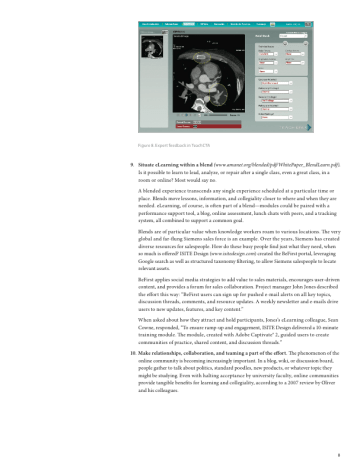 Figure 8: Expert feedback in TeachCTA
9. Situate eLearning within a blend (www.amanet.org/blended/pdf/WhitePaper_BlendLearn.pdf).
Is it possible to learn to lead, analyze, or repair after a single class, even a great class, in a
room or online? Most would say no.
A blended experience transcends any single experience scheduled at a particular time or
place. Blends move lessons, information, and collegiality closer to where and when they are
needed. eLearning, of course, is often part of a blend—modules could be paired with a
performance support tool, a blog, online assessment, lunch chats with peers, and a tracking
system, all combined to support a common goal.
Blends are of particular value when knowledge workers roam to various locations. The very
global and far-flung Siemens sales force is an example. Over the years, Siemens has created
diverse resources for salespeople. How do these busy people find just what they need, when
so much is offered? ISITE Design (www.isitedesign.com) created the BeFirst portal, leveraging
Google search as well as structured taxonomy filtering, to allow Siemens salespeople to locate
relevant assets.
BeFirst applies social media strategies to add value to sales materials, encourages user-driven
content, and provides a forum for sales collaboration. Project manager John Jones described
the effort this way: "BeFirst users can sign up for pushed e-mail alerts on all key topics,
discussion threads, comments, and resource updates. A weekly newsletter and e-mails drive
users to new updates, features, and key content."
When asked about how they attract and hold participants, Jones's eLearning colleague, Sean
Cowne, responded, "To ensure ramp up and engagement, ISITE Design delivered a 10 minute
training module. The module, created with Adobe Captivate® 2, guided users to create
communities of practice, shared content, and discussion threads."
10. Make relationships, collaboration, and teaming a part of the effort. The phenomenon of the
online community is becoming increasingly important. In a blog, wiki, or discussion board,
people gather to talk about politics, standard poodles, new products, or whatever topic they
might be studying. Even with halting acceptance by university faculty, online communities
provide tangible benefits for learning and collegiality, according to a 2007 review by Oliver
and his colleagues.
8